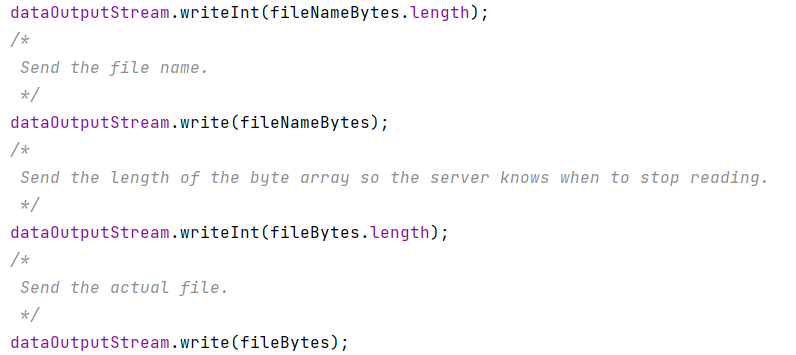 dataOutputStream.writeInt(fileNameBytes.length);
/*
Send the file name.
*/
dataOutputStream.write(fileNameBytes);
/*
Send the length of the byte array so the server knows when to stop reading.
*/
dataOutputStream.writeInt(fileBytes.length);
/*
Send the actual file.
*/
dataOutputStream.write(fileBytes);